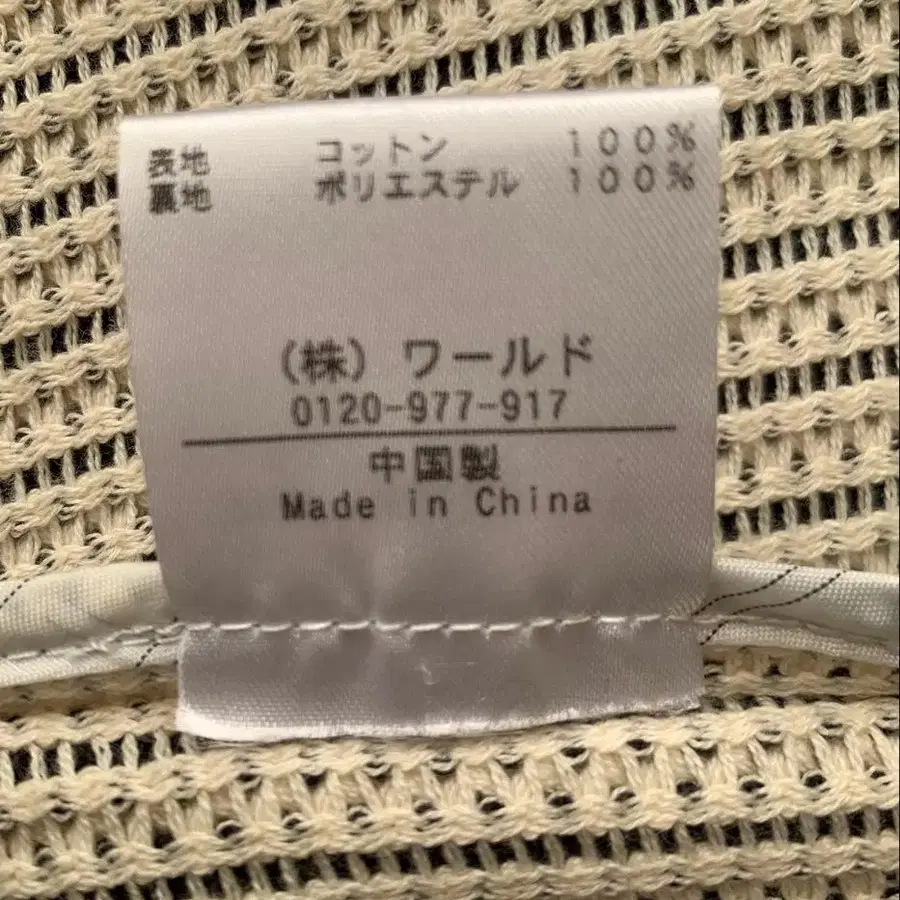 表地 コットン 100%
裏地 ポリエステル 100%
(株) ワールド
0120-977-917
中国製
Made in China